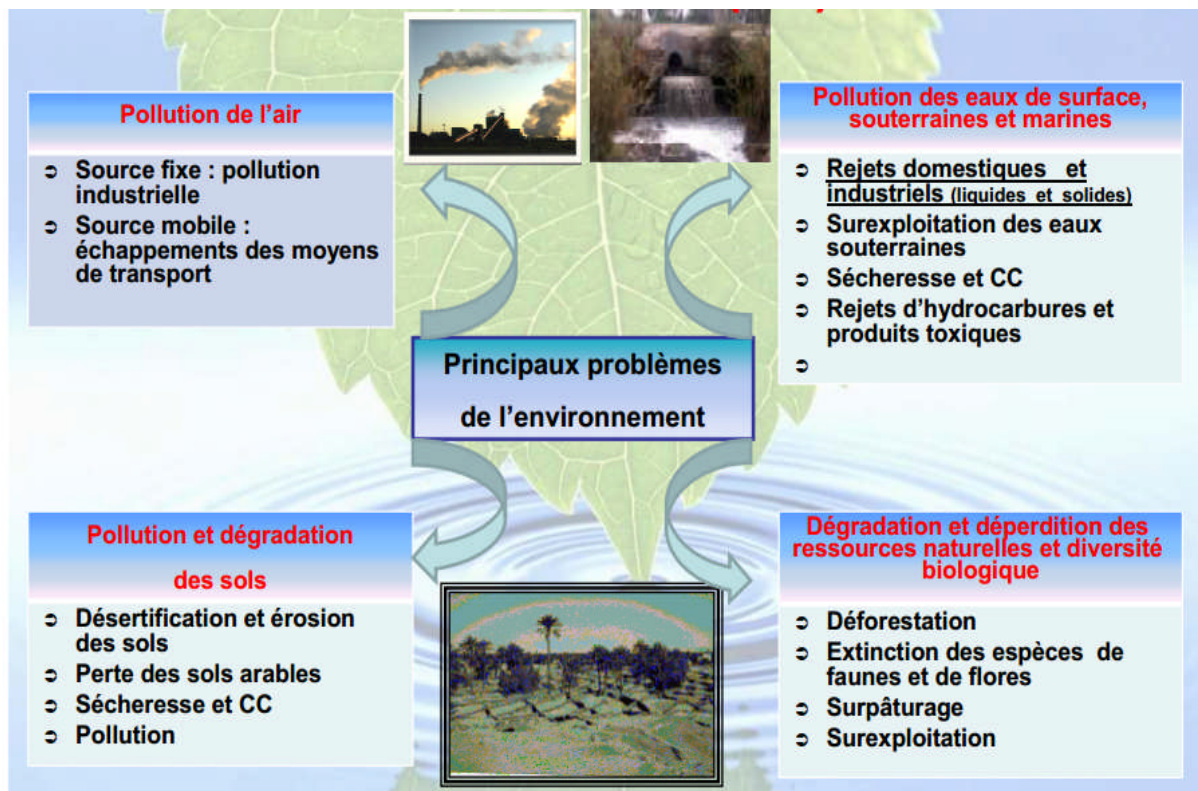 Pollution de l’air
➲ Source fixe : pollution
industrielle
➲ Source mobile :
échappements des moyens
de transport
Pollution des eaux de surface,
souterraines et marines
➲ Rejets domestiques et
industriels (liquides et solides)
➲ Surexploitation des eaux
souterraines
➲ Sécheresse et CC
➲ Rejets d’hydrocarbures et
produits toxiques
➲
Principaux problèmes
de l’environnement
Pollution et dégradation
des sols
➲ Désertification et érosion
des sols
➲ Perte des sols arables
➲ Sécheresse et CC
➲ Pollution
Dégradation et déperdition des
ressources naturelles et diversité
biologique
➲ Déforestation
➲ Extinction des espèces de
faunes et de flores
➲ Surpâturage
➲ Surexploitation